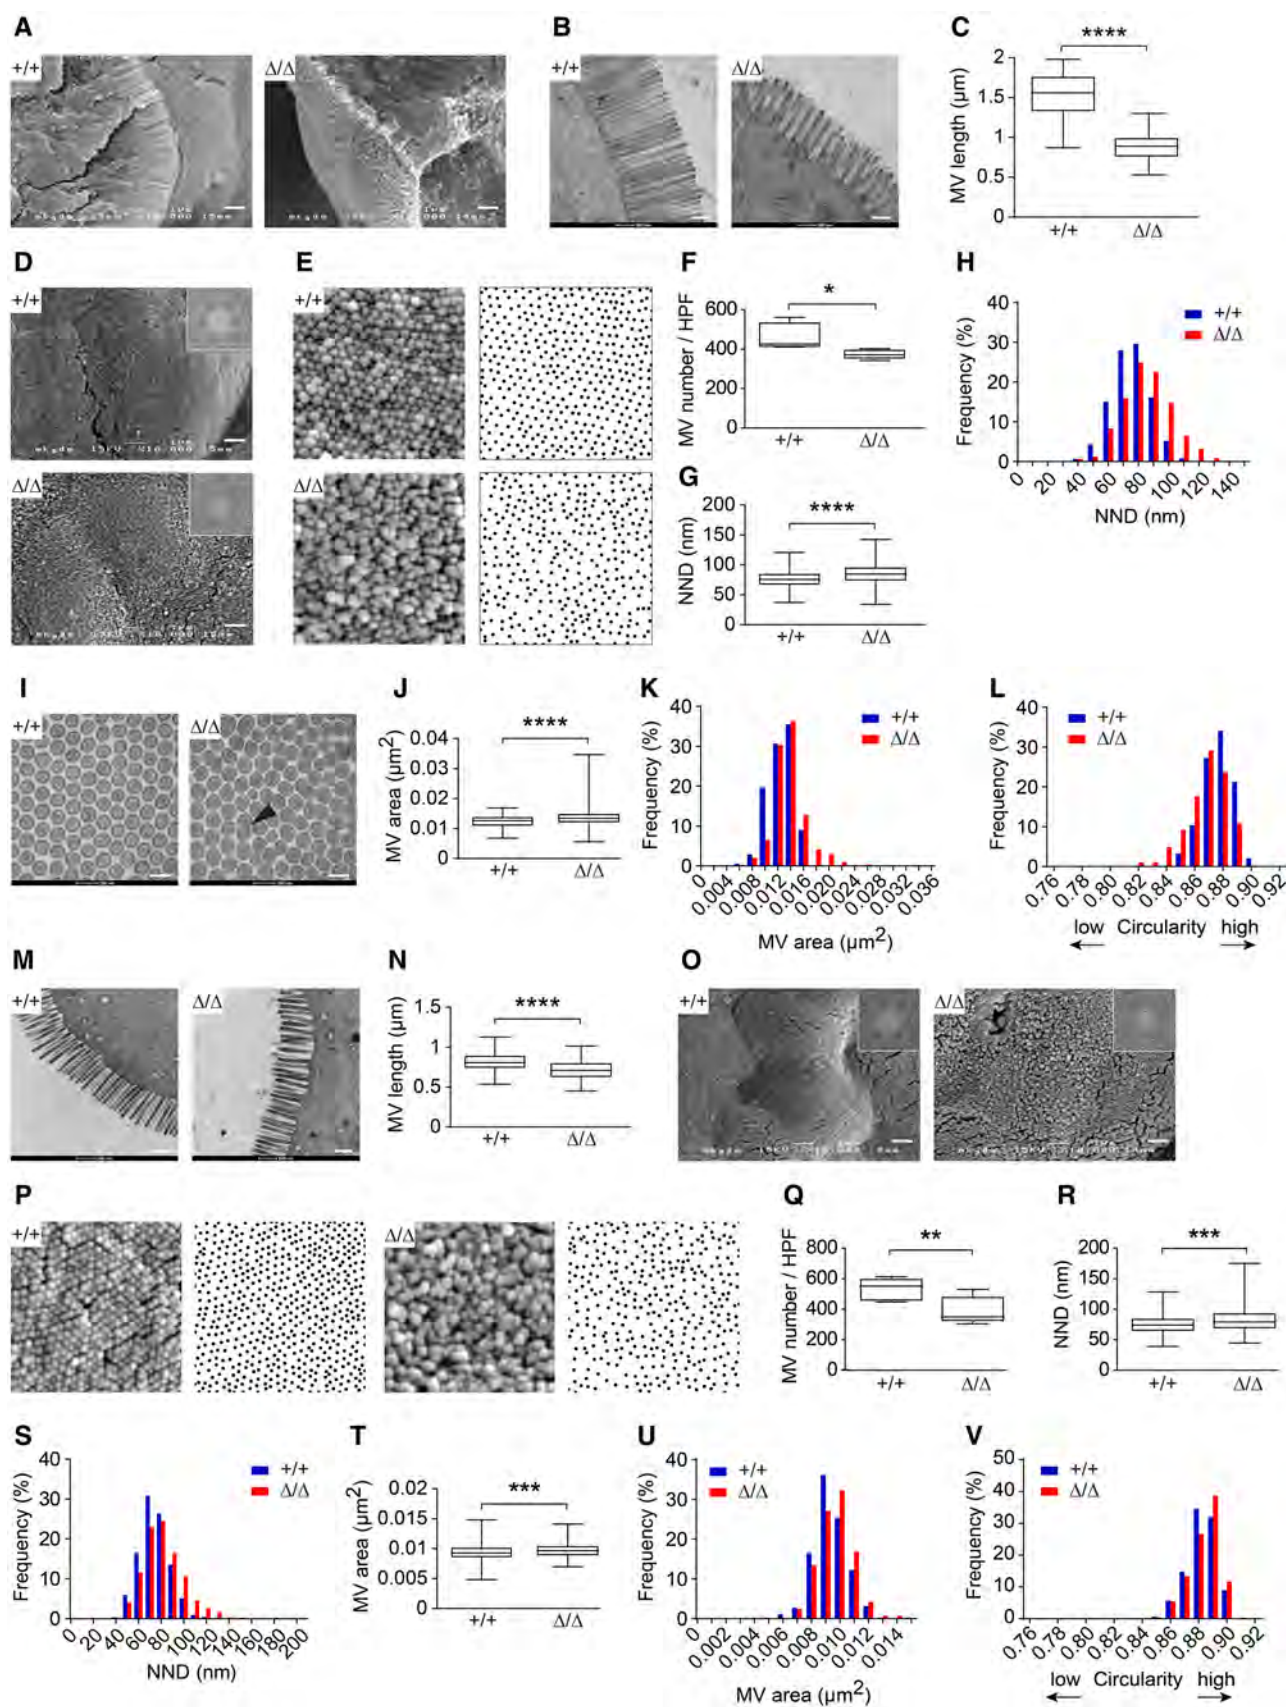 A
+/+
Δ/Δ
B
+/+
Δ/Δ
C
****
MV length (µm)
2
1.5
1
0.5
0
+/+ Δ/Δ
D
+/+
Δ/Δ
E
+/+
Δ/Δ
F
*
MV number / HPF
600
400
200
0
+/+ Δ/Δ
G
****
NND (nm)
200
150
100
50
0
+/+ Δ/Δ
H
+/+
Δ/Δ
Frequency (%)
40
30
20
10
0
0 20 40 60 80 100 120 140
NND (nm)
I
+/+
Δ/Δ
J
****
MV area (µm²)
0.04
0.03
0.02
0.01
0
+/+ Δ/Δ
K
+/+
Δ/Δ
Frequency (%)
40
30
20
10
0
0 0.004 0.008 0.012 0.016 0.020 0.024 0.028 0.032 0.036
MV area (µm²)
L
+/+
Δ/Δ
Frequency (%)
40
30
20
10
0
0.76 0.78 0.80 0.82 0.84 0.86 0.88 0.90 0.92
low Circularity high
M
+/+
Δ/Δ
N
****
MV length (µm)
1.5
1
0.5
0
+/+ Δ/Δ
O
+/+
Δ/Δ
P
+/+
Δ/Δ
Q
**
MV number / HPF
800
600
400
200
0
+/+ Δ/Δ
R
***
NND (nm)
200
150
100
50
0
+/+ Δ/Δ
S
+/+
Δ/Δ
Frequency (%)
40
30
20
10
0
0 20 40 60 80 100 120 140 160 180 200
NND (nm)
T
***
MV area (µm²)
0.02
0.015
0.01
0.005
0
+/+ Δ/Δ
U
+/+
Δ/Δ
Frequency (%)
40
30
20
10
0
0 0.002 0.004 0.006 0.008 0.010 0.012 0.014
MV area (µm²)
V
+/+
Δ/Δ
Frequency (%)
50
40
30
20
10
0
0.76 0.78 0.80 0.82 0.84 0.86 0.88 0.90 0.92
low Circularity high